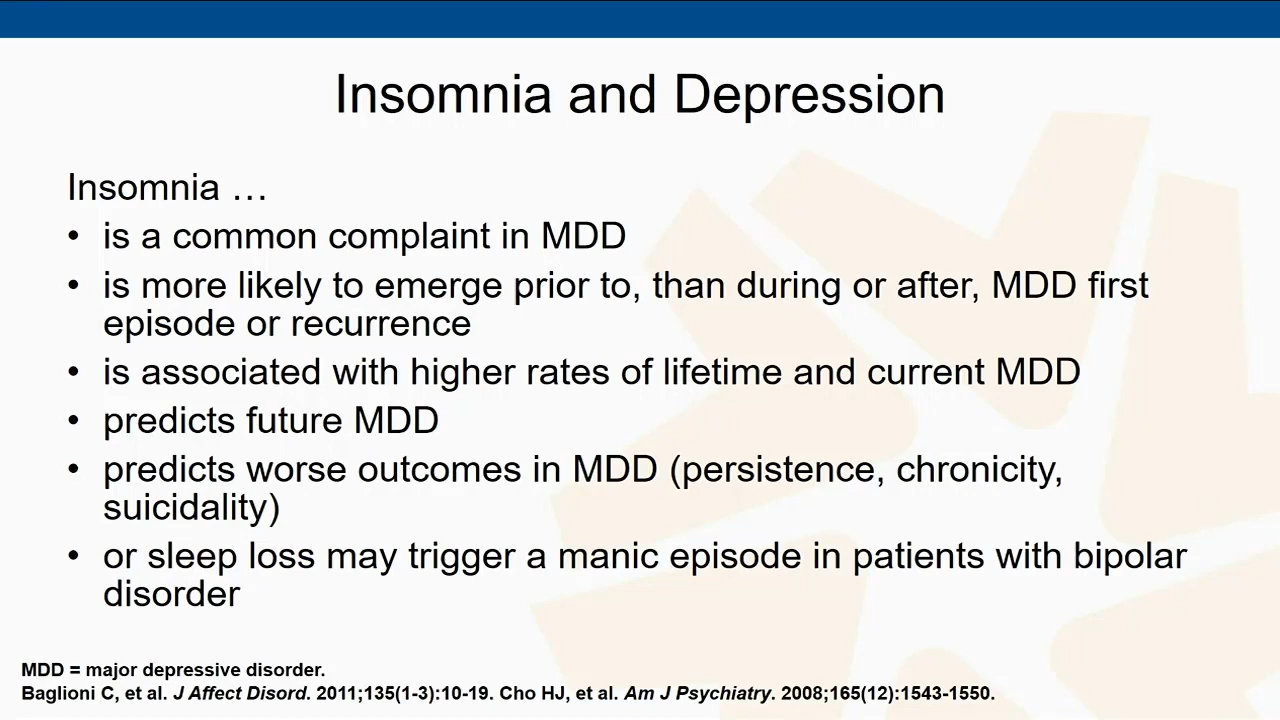 Insomnia and Depression
Insomnia …
• is a common complaint in MDD
• is more likely to emerge prior to, than during or after, MDD first
episode or recurrence
• is associated with higher rates of lifetime and current MDD
• predicts future MDD
• predicts worse outcomes in MDD (persistence, chronicity,
suicidality)
• or sleep loss may trigger a manic episode in patients with bipolar
disorder
MDD = major depressive disorder.
Baglioni C, et al. J Affect Disord. 2011;135(1-3):10-19. Cho HJ, et al. Am J Psychiatry. 2008;165(12):1543-1550.